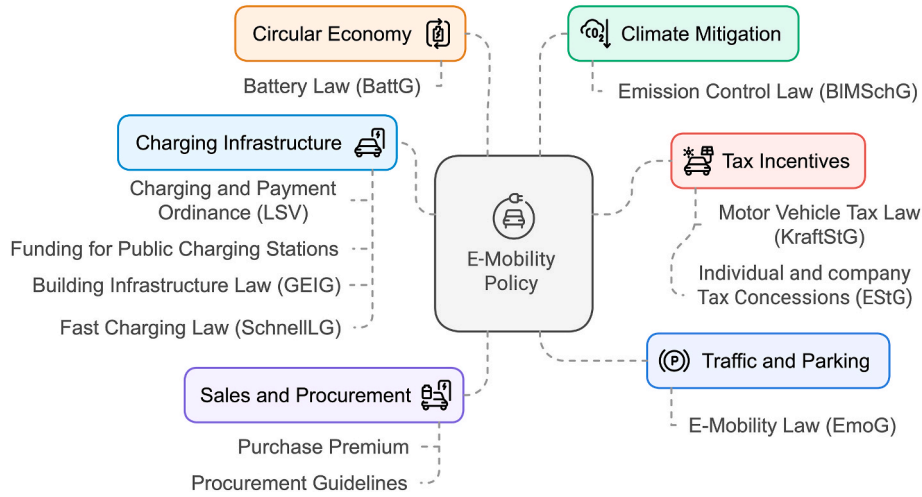 Circular Economy
Battery Law (BattG)
Charging Infrastructure
Charging and Payment
Ordinance (LSV)
Funding for Public Charging Stations
Building Infrastructure Law (GEIG)
Fast Charging Law (SchnellLG)
Sales and Procurement
Purchase Premium
Procurement Guidelines
E-Mobility
Policy
CO2
Climate Mitigation
Emission Control Law (BIMSchG)
Tax Incentives
Motor Vehicle Tax Law
(KraftStG)
Individual and company
Tax Concessions (EStG)
P
Traffic and Parking
E-Mobility Law (EmoG)